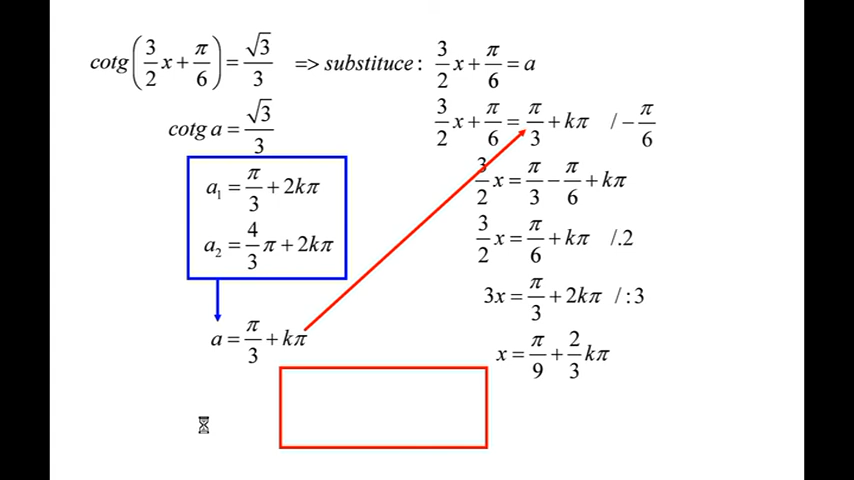 cotg(3/2 x + π/6) = √3/3 => substituce: 3/2 x + π/6 = a
cotg a = √3/3
a₁ = π/3 + 2kπ
a₂ = 4/3 π + 2kπ
a = π/3 + kπ
3/2 x + π/6 = π/3 + kπ / − π/6
3/2 x = π/3 − π/6 + kπ
3/2 x = π/6 + kπ /.2
3x = π/3 + 2kπ /:3
x = π/9 + 2/3 kπ